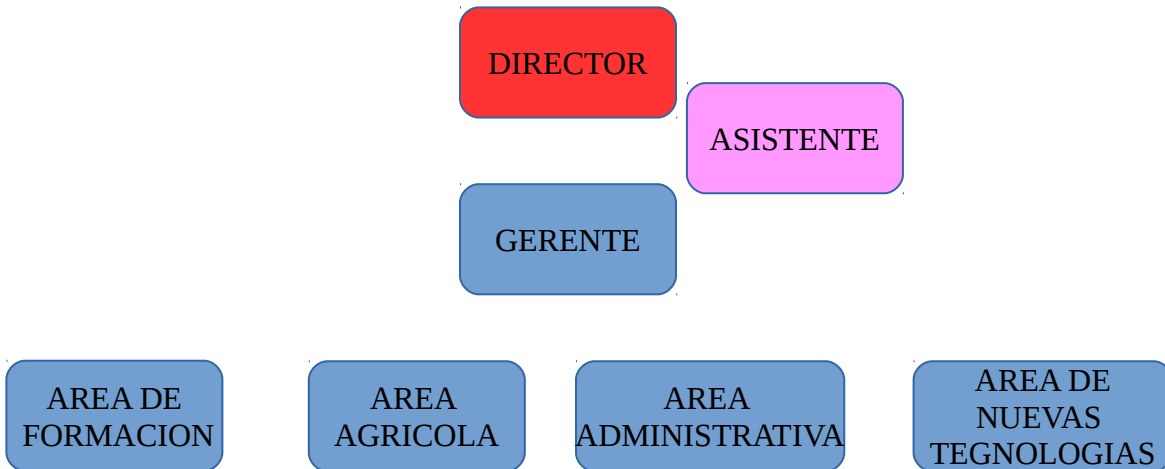 DIRECTOR
ASISTENTE
GERENTE
AREA DE
FORMACION
AREA
AGRICOLA
AREA
ADMINISTRATIVA
AREA DE
NUEVAS
TEGNOLOGIAS